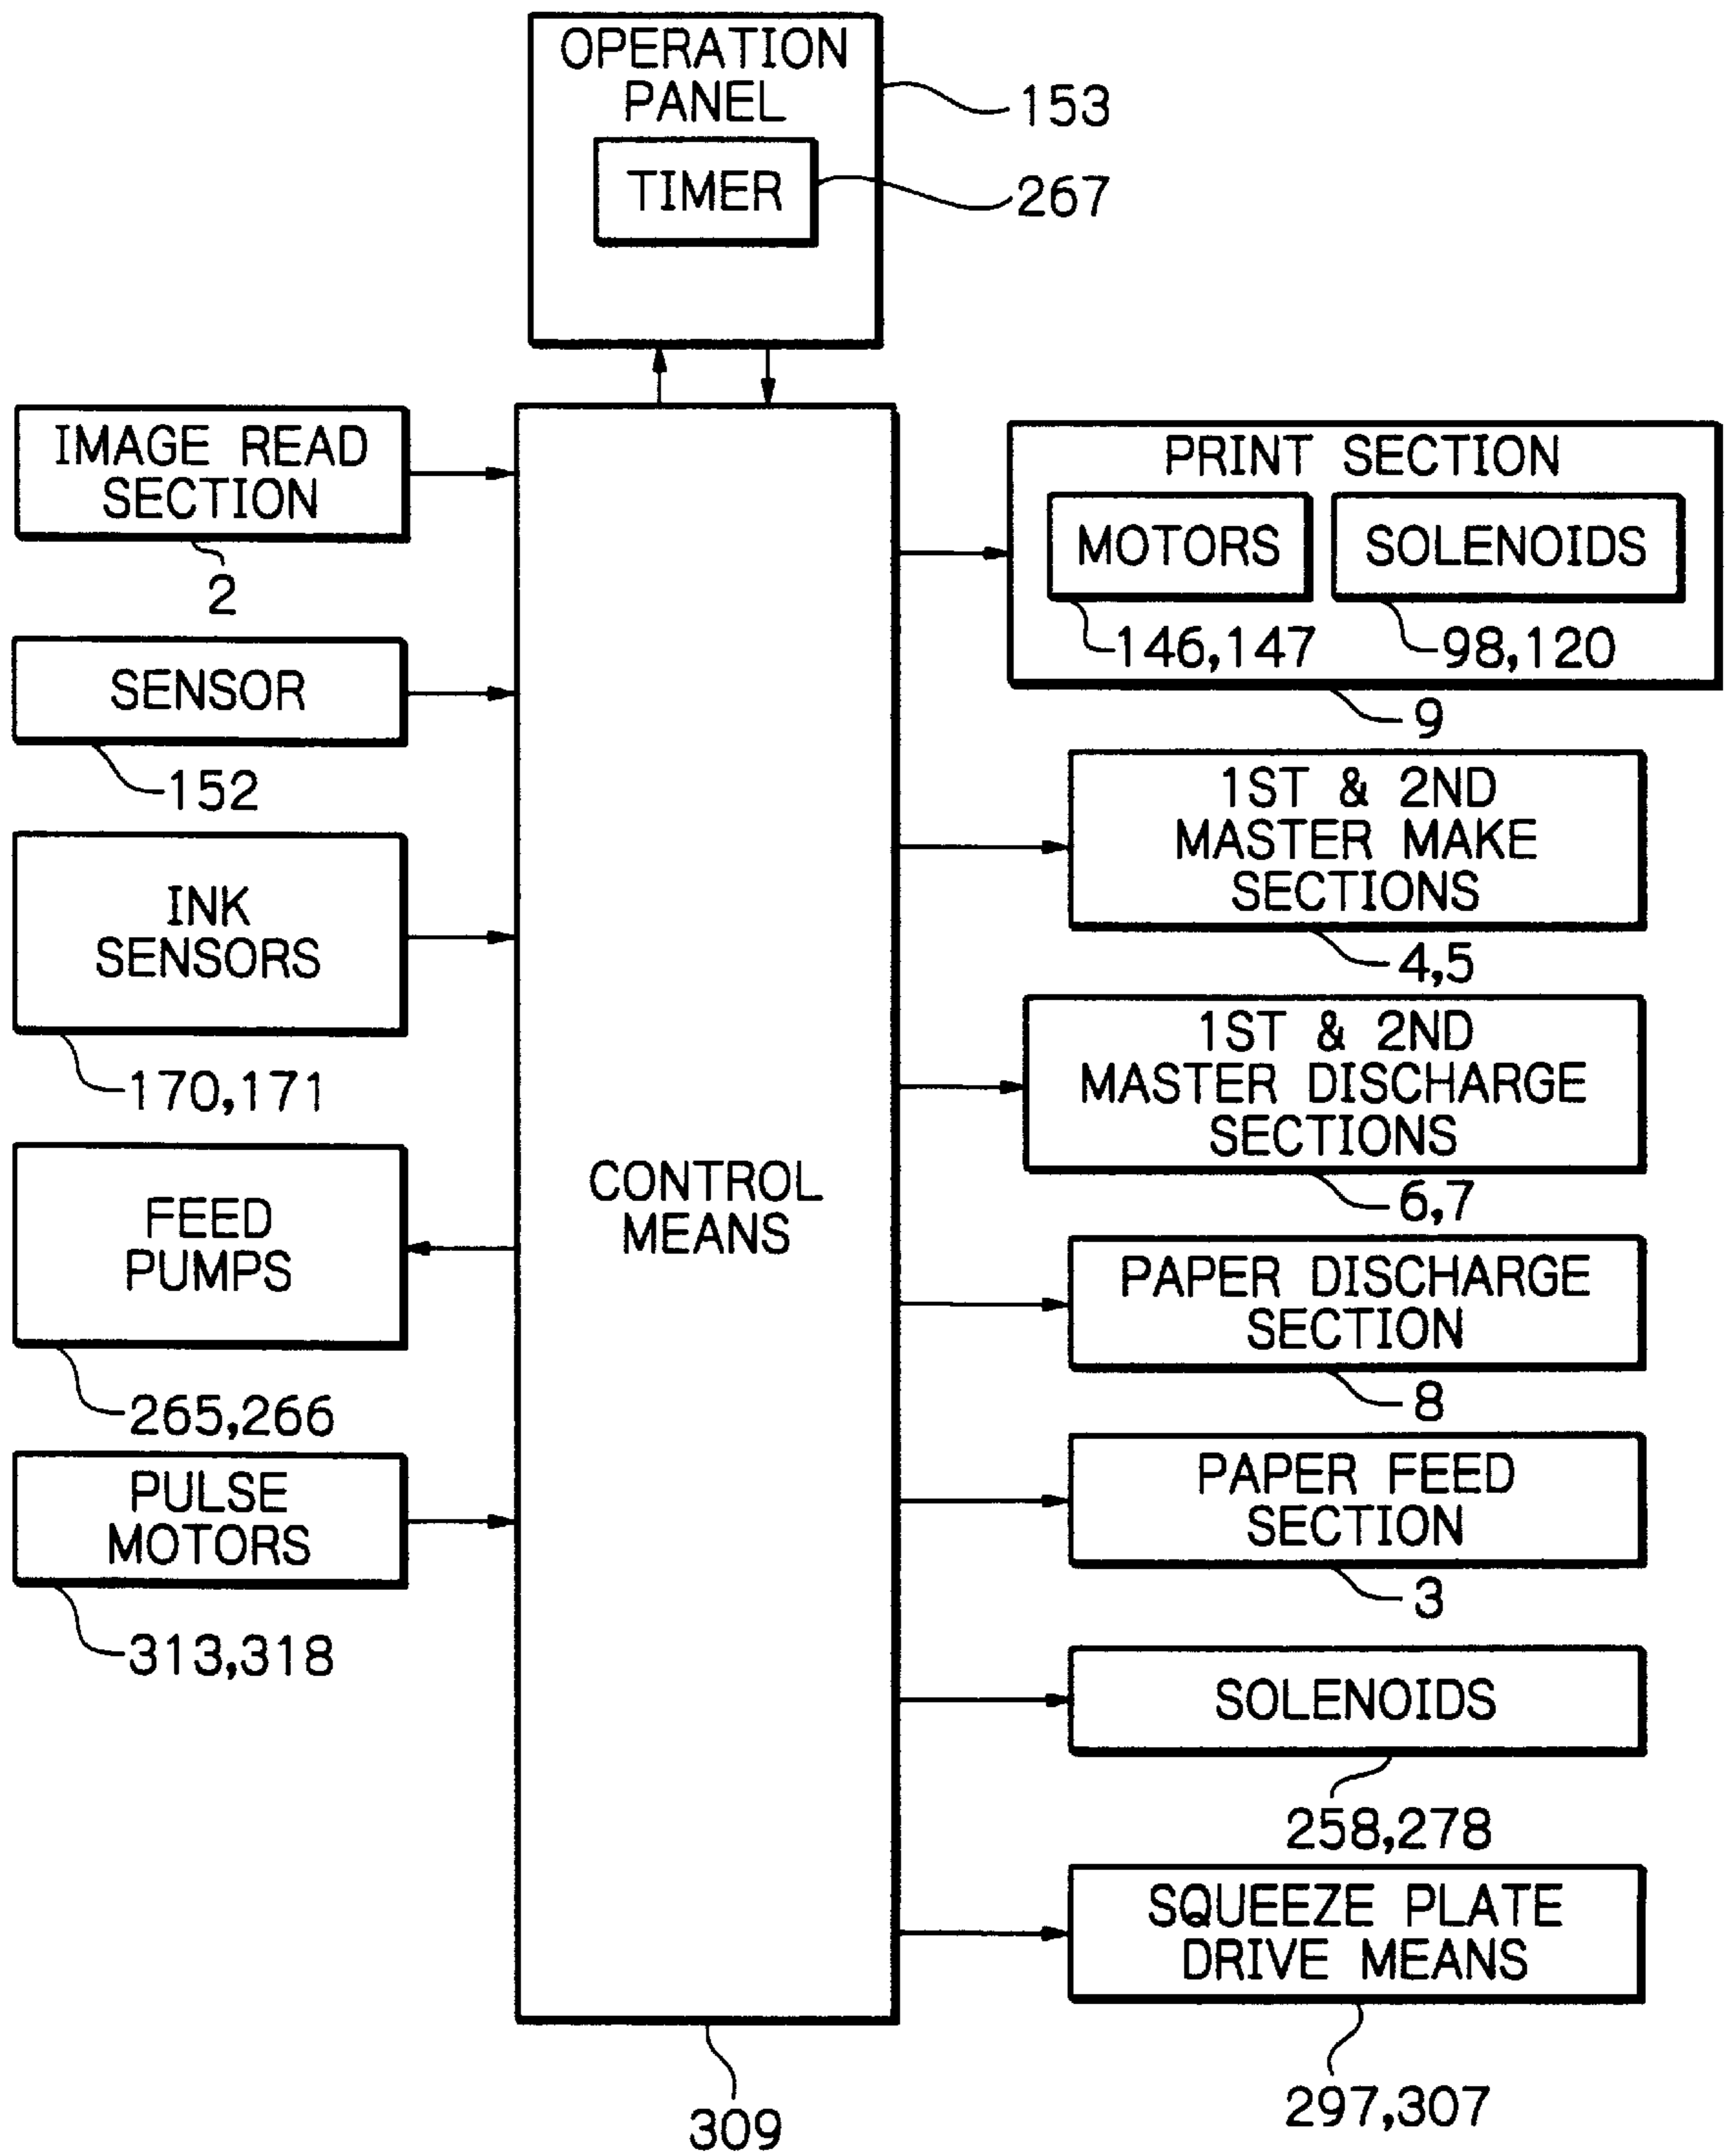 OPERATION
PANEL
153
TIMER
267
IMAGE READ
SECTION
2
SENSOR
152
INK
SENSORS
170,171
FEED
PUMPS
265,266
PULSE
MOTORS
313,318
CONTROL
MEANS
309
PRINT SECTION
MOTORS
SOLENOIDS
146,147
98,120
9
1ST & 2ND
MASTER MAKE
SECTIONS
4,5
1ST & 2ND
MASTER DISCHARGE
SECTIONS
6,7
PAPER DISCHARGE
SECTION
8
PAPER FEED
SECTION
3
SOLENOIDS
258,278
SQUEEZE PLATE
DRIVE MEANS
297,307